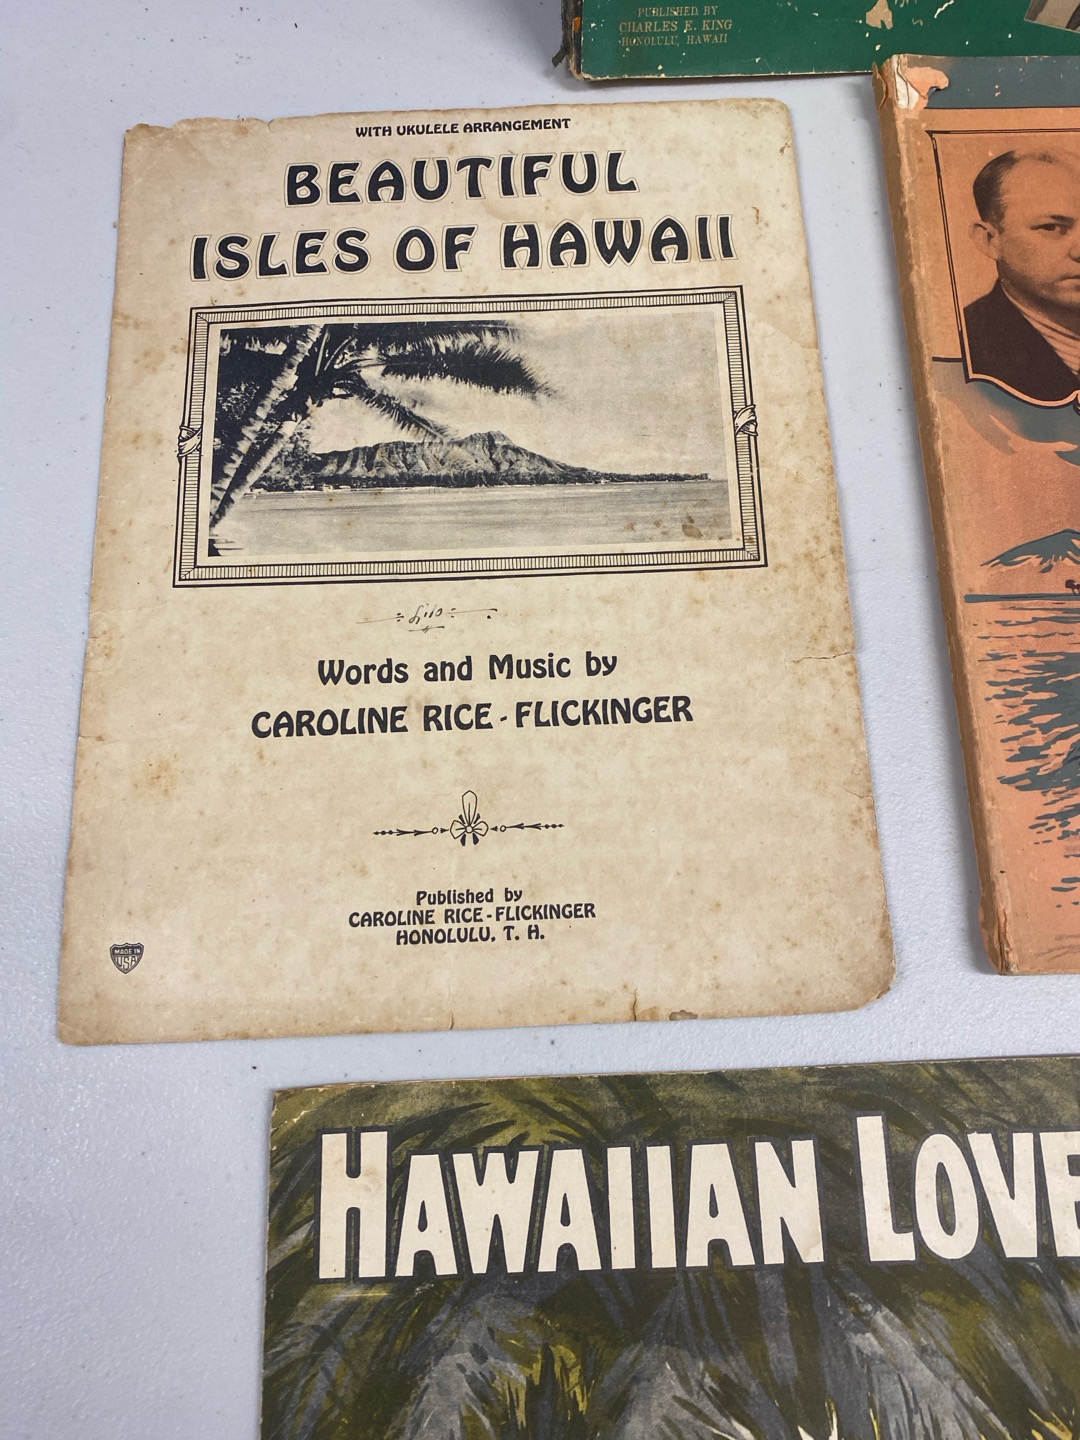 PUBLISHED BY
CHARLES E. KING
HONOLULU, HAWAII
WITH UKULELE ARRANGEMENT
BEAUTIFUL
ISLES OF HAWAII
Words and Music by
CAROLINE RICE - FLICKINGER
Published by
CAROLINE RICE - FLICKINGER
HONOLULU, T. H.
MADE IN
USA
HAWAIIAN LOVE